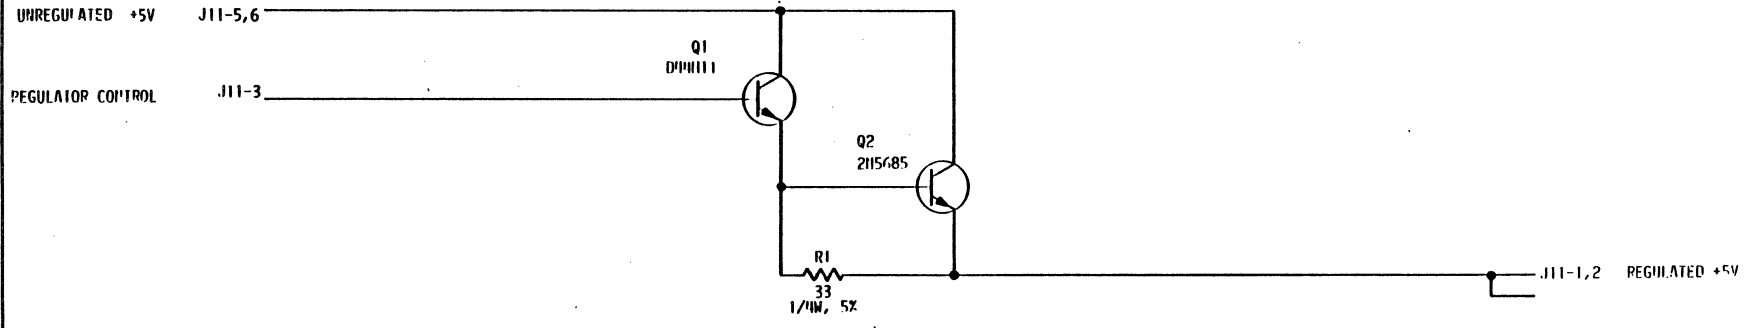 UNREGULATED +5V J11-5,6
Q1
D44H11
REGULATOR CONTROL J11-3
Q2
2N5685
R1
33
1/4W, 5%
J11-1,2 REGULATED +5V